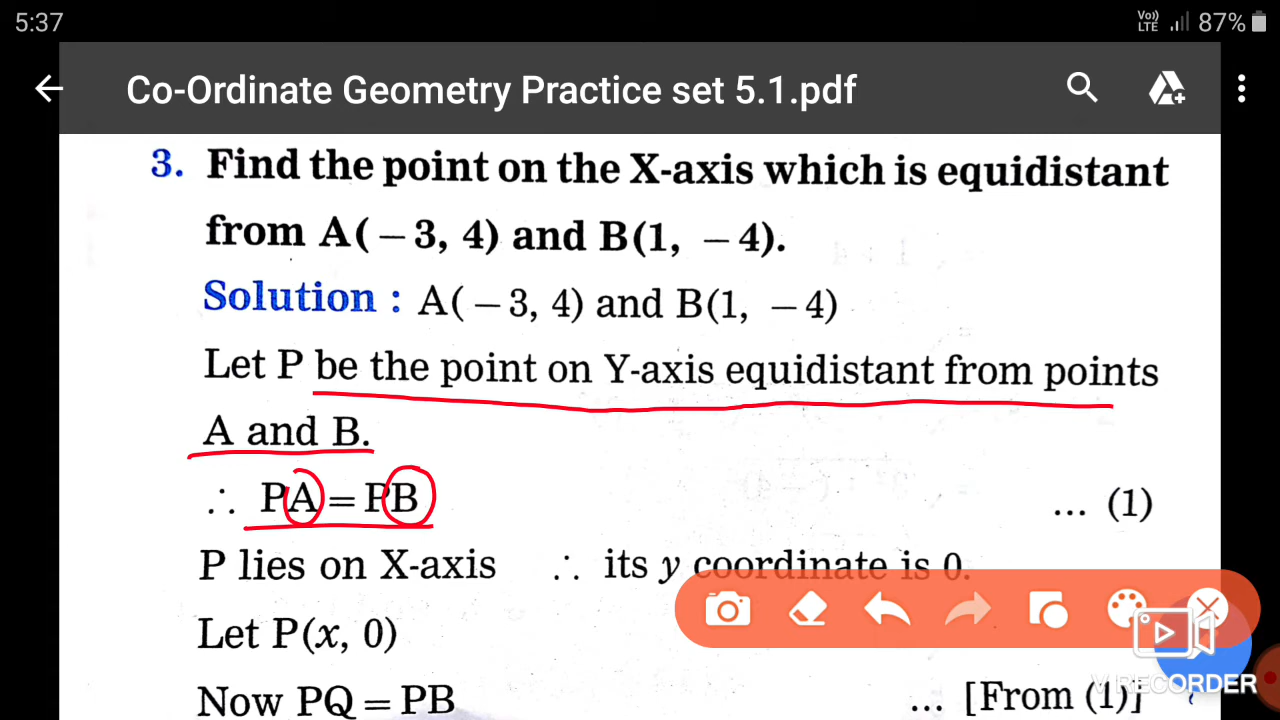 5:37
Vo) LTE 87%
Co-Ordinate Geometry Practice set 5.1.pdf
3. Find the point on the X-axis which is equidistant
from A(−3, 4) and B(1, −4).
Solution : A(−3, 4) and B(1, −4)
Let P be the point on Y-axis equidistant from points
A and B.
∴ PA = PB ... (1)
P lies on X-axis ∴ its y coordinate is 0.
Let P(x, 0)
Now PQ = PB ... [From (1)]
V RECORDER